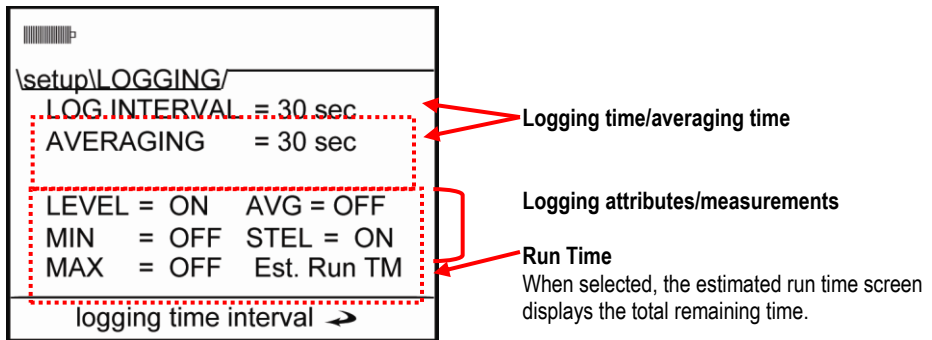 \setup\LOGGING/
LOG INTERVAL = 30 sec
AVERAGING = 30 sec
LEVEL = ON AVG = OFF
MIN = OFF STEL = ON
MAX = OFF Est. Run TM
logging time interval
Logging time/averaging time
Logging attributes/measurements
Run Time
When selected, the estimated run time screen
displays the total remaining time.